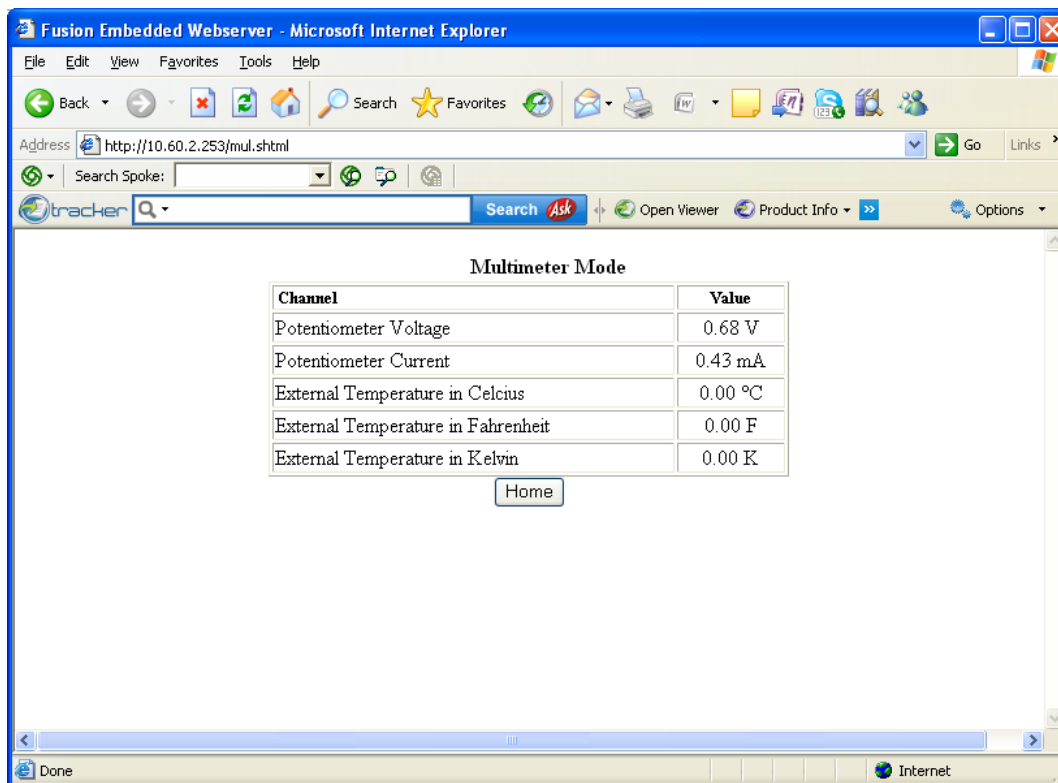 Fusion Embedded Webserver - Microsoft Internet Explorer
File Edit View Favorites Tools Help
Back Search Favorites
Address http://10.60.2.253/mul.shtml Go Links
Search Spoke:
tracker Search Ask Open Viewer Product Info Options
Multimeter Mode
Channel Value
Potentiometer Voltage 0.68 V
Potentiometer Current 0.43 mA
External Temperature in Celcius 0.00 ºC
External Temperature in Fahrenheit 0.00 F
External Temperature in Kelvin 0.00 K
Home
Done Internet